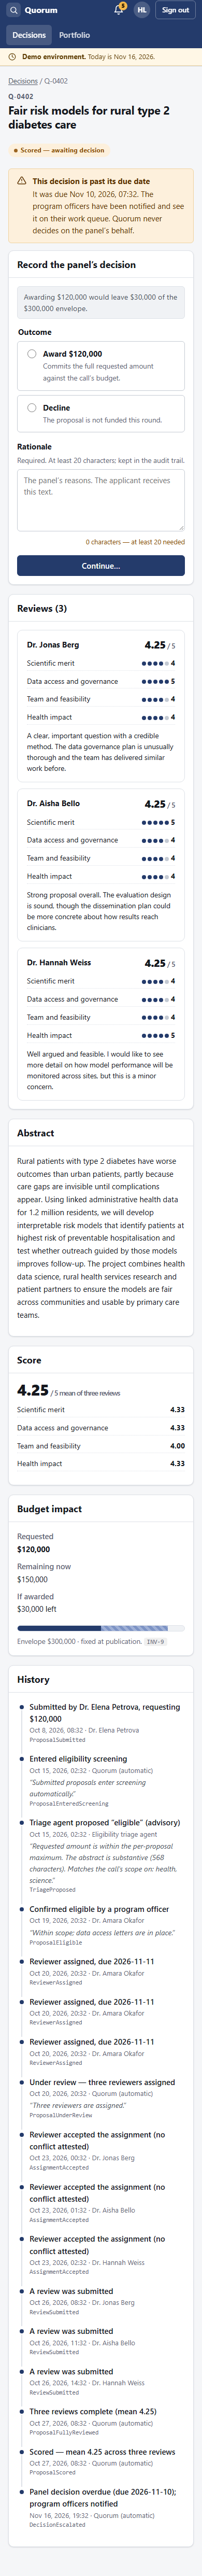 Quorum
6
HL
Sign out
Decisions
Portfolio
Demo environment. Today is Nov 16, 2026.
Decisions / Q-0402
Q-0402
Fair risk models for rural type 2
diabetes care
Scored — awaiting decision
This decision is past its due date
It was due Nov 10, 2026, 07:32. The
program officers have been notified and see
it on their work queue. Quorum never
decides on the panel's behalf.
Record the panel's decision
Awarding $120,000 would leave $30,000 of the
$300,000 envelope.
Outcome
Award $120,000
Commits the full requested amount
against the call's budget.
Decline
The proposal is not funded this round.
Rationale
Required. At least 20 characters; kept in the audit trail.
The panel's reasons. The applicant receives
this text.
0 characters — at least 20 needed
Continue…
Reviews (3)
Dr. Jonas Berg 4.25 / 5
Scientific merit 4
Data access and governance 5
Team and feasibility 4
Health impact 4
A clear, important question with a credible
method. The data governance plan is unusually
thorough and the team has delivered similar
work before.
Dr. Aisha Bello 4.25 / 5
Scientific merit 5
Data access and governance 4
Team and feasibility 4
Health impact 4
Strong proposal overall. The evaluation design
is sound, though the dissemination plan could
be more concrete about how results reach
clinicians.
Dr. Hannah Weiss 4.25 / 5
Scientific merit 4
Data access and governance 4
Team and feasibility 4
Health impact 5
Well argued and feasible. I would like to see
more detail on how model performance will be
monitored across sites, but this is a minor
concern.
Abstract
Rural patients with type 2 diabetes have worse
outcomes than urban patients, partly because
care gaps are invisible until complications
appear. Using linked administrative health data
for 1.2 million residents, we will develop
interpretable risk models that identify patients at
highest risk of preventable hospitalisation and
test whether outreach guided by those models
improves follow-up. The project combines health
data science, rural health services research and
patient partners to ensure the models are fair
across communities and usable by primary care
teams.
Score
4.25 / 5 mean of three reviews
Scientific merit 4.33
Data access and governance 4.33
Team and feasibility 4.00
Health impact 4.33
Budget impact
Requested
$120,000
Remaining now
$150,000
If awarded
$30,000 left
Envelope $300,000 · fixed at publication. INV-9
History
Submitted by Dr. Elena Petrova, requesting
$120,000
Oct 8, 2026, 08:32 · Dr. Elena Petrova
ProposalSubmitted
Entered eligibility screening
Oct 15, 2026, 02:32 · Quorum (automatic)
"Submitted proposals enter screening
automatically."
ProposalEnteredScreening
Triage agent proposed "eligible" (advisory)
Oct 15, 2026, 02:32 · Eligibility triage agent
"Requested amount is within the per-proposal
maximum. The abstract is substantive (568
characters). Matches the call's scope on: health,
science."
TriageProposed
Confirmed eligible by a program officer
Oct 19, 2026, 20:32 · Dr. Amara Okafor
"Within scope; data access letters are in place."
ProposalEligible
Reviewer assigned, due 2026-11-11
Oct 20, 2026, 20:32 · Dr. Amara Okafor
ReviewerAssigned
Reviewer assigned, due 2026-11-11
Oct 20, 2026, 20:32 · Dr. Amara Okafor
ReviewerAssigned
Reviewer assigned, due 2026-11-11
Oct 20, 2026, 20:32 · Dr. Amara Okafor
ReviewerAssigned
Under review — three reviewers assigned
Oct 20, 2026, 20:32 · Quorum (automatic)
"Three reviewers are assigned."
ProposalUnderReview
Reviewer accepted the assignment (no
conflict attested)
Oct 23, 2026, 00:32 · Dr. Jonas Berg
AssignmentAccepted
Reviewer accepted the assignment (no
conflict attested)
Oct 23, 2026, 01:32 · Dr. Aisha Bello
AssignmentAccepted
Reviewer accepted the assignment (no
conflict attested)
Oct 23, 2026, 02:32 · Dr. Hannah Weiss
AssignmentAccepted
A review was submitted
Oct 26, 2026, 08:32 · Dr. Jonas Berg
ReviewSubmitted
A review was submitted
Oct 26, 2026, 11:32 · Dr. Aisha Bello
ReviewSubmitted
A review was submitted
Oct 26, 2026, 14:32 · Dr. Hannah Weiss
ReviewSubmitted
Three reviews complete (mean 4.25)
Oct 27, 2026, 08:32 · Quorum (automatic)
ProposalFullyReviewed
Scored — mean 4.25 across three reviews
Oct 27, 2026, 08:32 · Quorum (automatic)
ProposalScored
Panel decision overdue (due 2026-11-10);
program officers notified
Nov 16, 2026, 19:32 · Quorum (automatic)
DecisionEscalated